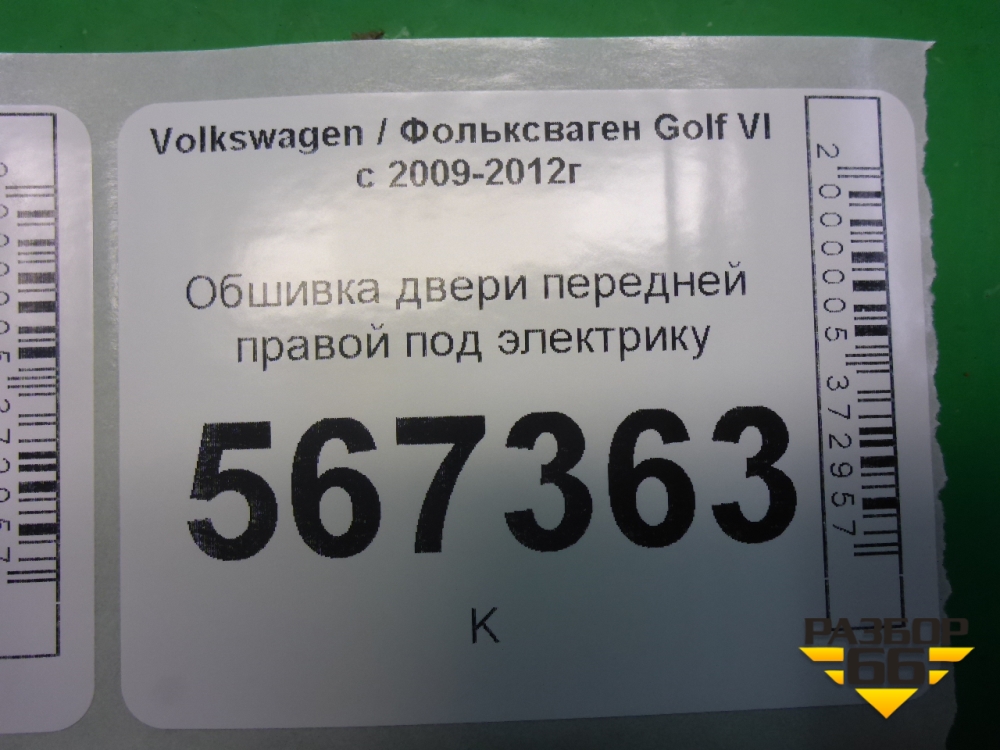 Volkswagen / Фольксваген Golf VI
с 2009-2012г
Обшивка двери передней
правой под электрику
567363
К
2000005372957
РАЗБОР
66